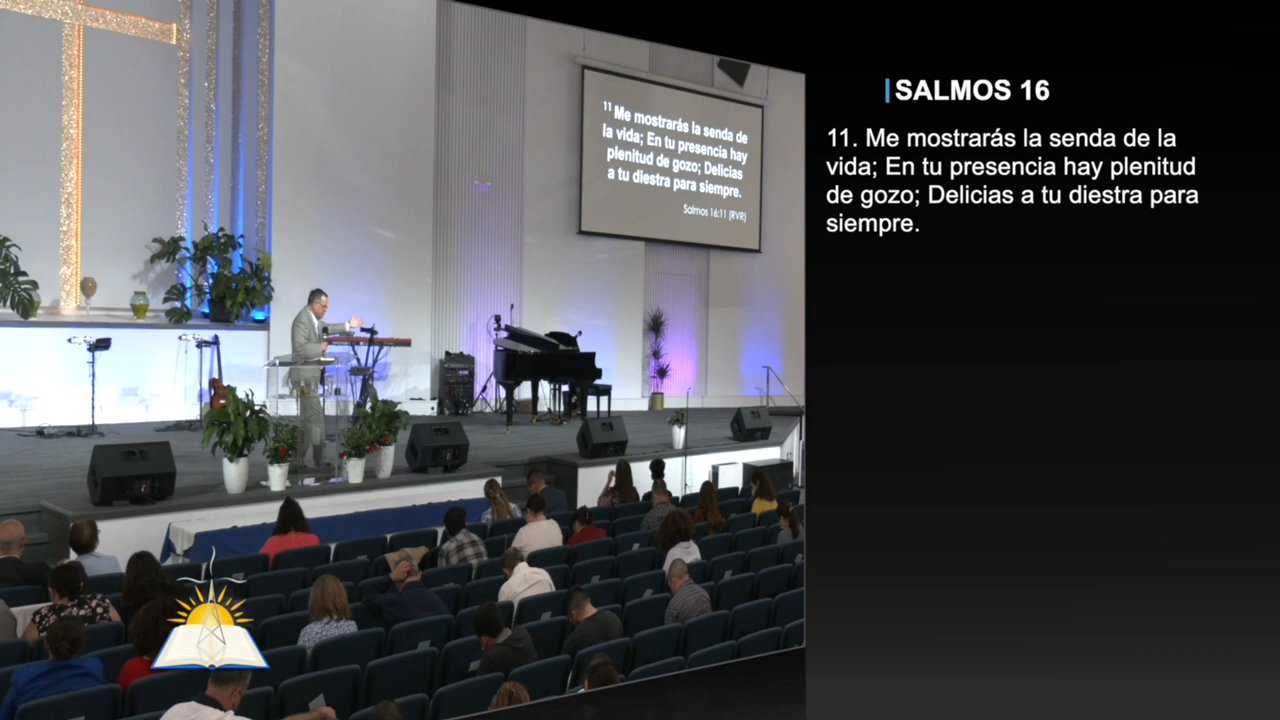 11 Me mostrarás la senda de
la vida; En tu presencia hay
plenitud de gozo; Delicias
a tu diestra para siempre.
Salmos 16:11 (RVR)
SALMOS 16
11. Me mostrarás la senda de la
vida; En tu presencia hay plenitud
de gozo; Delicias a tu diestra para
siempre.